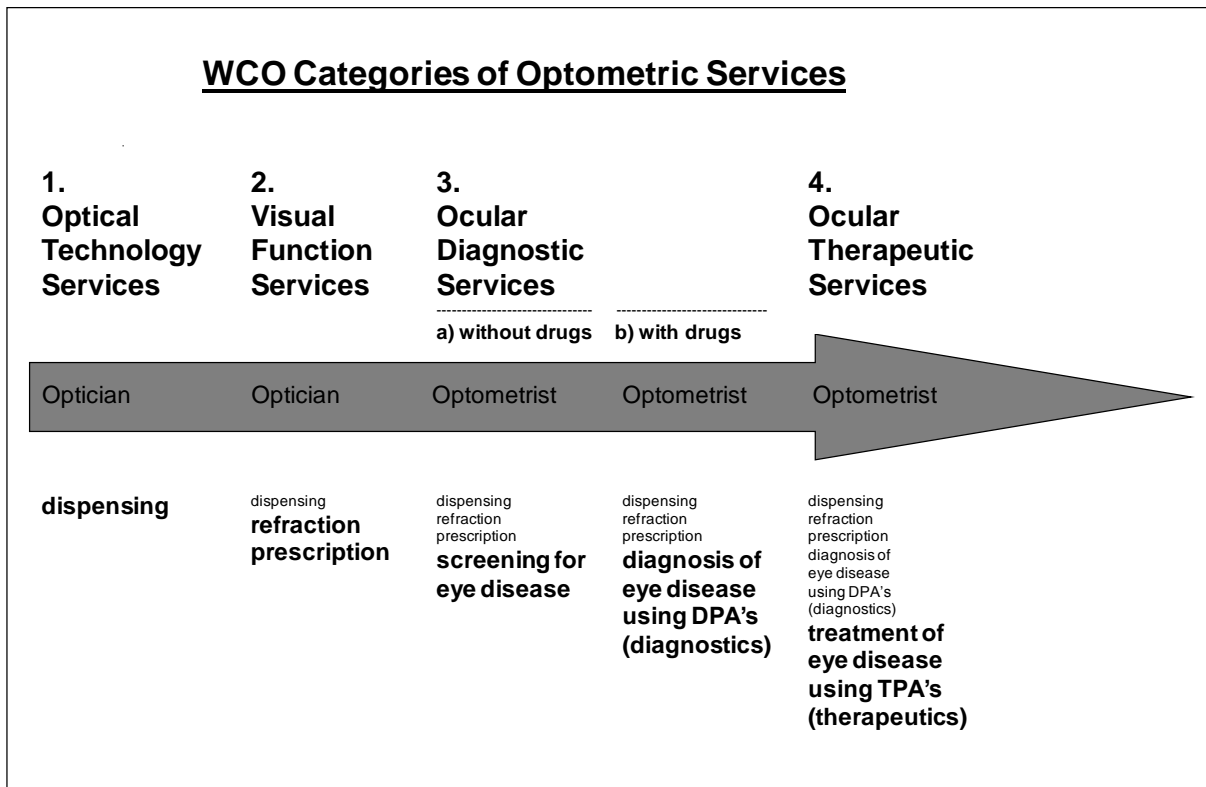 WCO Categories of Optometric Services
1.
Optical
Technology
Services
2.
Visual
Function
Services
3.
Ocular
Diagnostic
Services
------------------------------
a) without drugs
-----------------------------
b) with drugs
4.
Ocular
Therapeutic
Services
Optician
Optician
Optometrist
Optometrist
Optometrist
dispensing
dispensing
refraction
prescription
dispensing
refraction
prescription
screening for
eye disease
dispensing
refraction
prescription
diagnosis of
eye disease
using DPA's
(diagnostics)
dispensing
refraction
prescription
diagnosis of
eye disease
using DPA's
(diagnostics)
treatment of
eye disease
using TPA's
(therapeutics)